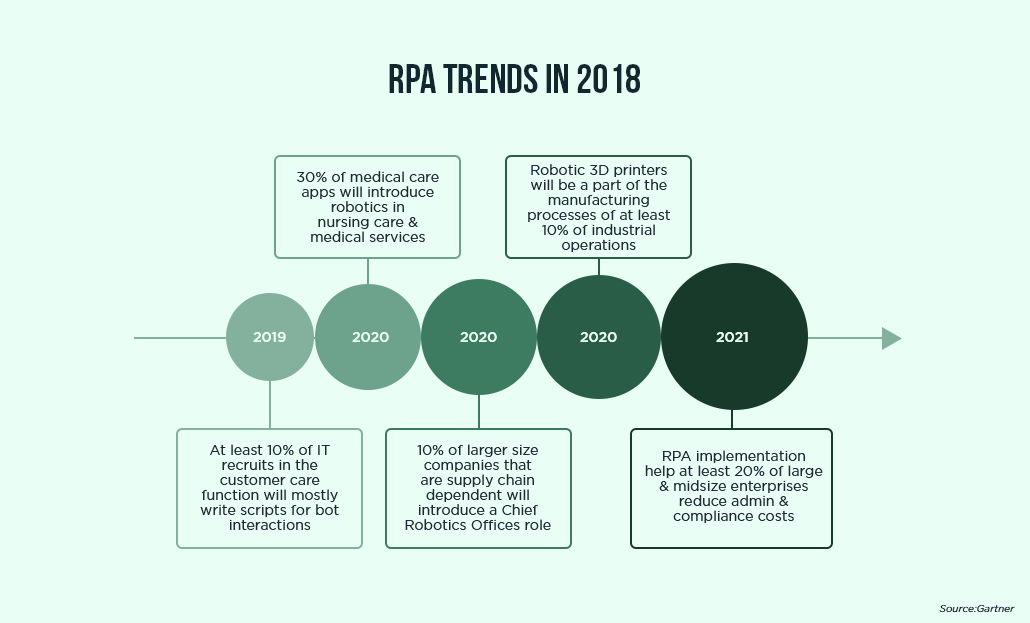 RPA TRENDS IN 2018
30% of medical care
apps will introduce
robotics in
nursing care &
medical services
Robotic 3D printers
will be a part of the
manufacturing
processes of at least
10% of industrial
operations
2019
2020
2020
2020
2021
At least 10% of IT
recruits in the
customer care
function will mostly
write scripts for bot
interactions
10% of larger size
companies that
are supply chain
dependent will
introduce a Chief
Robotics Offices role
RPA implementation
help at least 20% of large
& midsize enterprises
reduce admin &
compliance costs
Source:Gartner